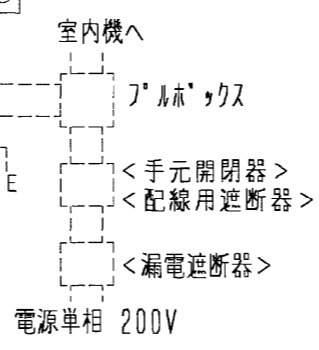 室内機へ
プルボックス
E
<手元開閉器>
<配線用遮断器>
<漏電遮断器>
電源単相 200V